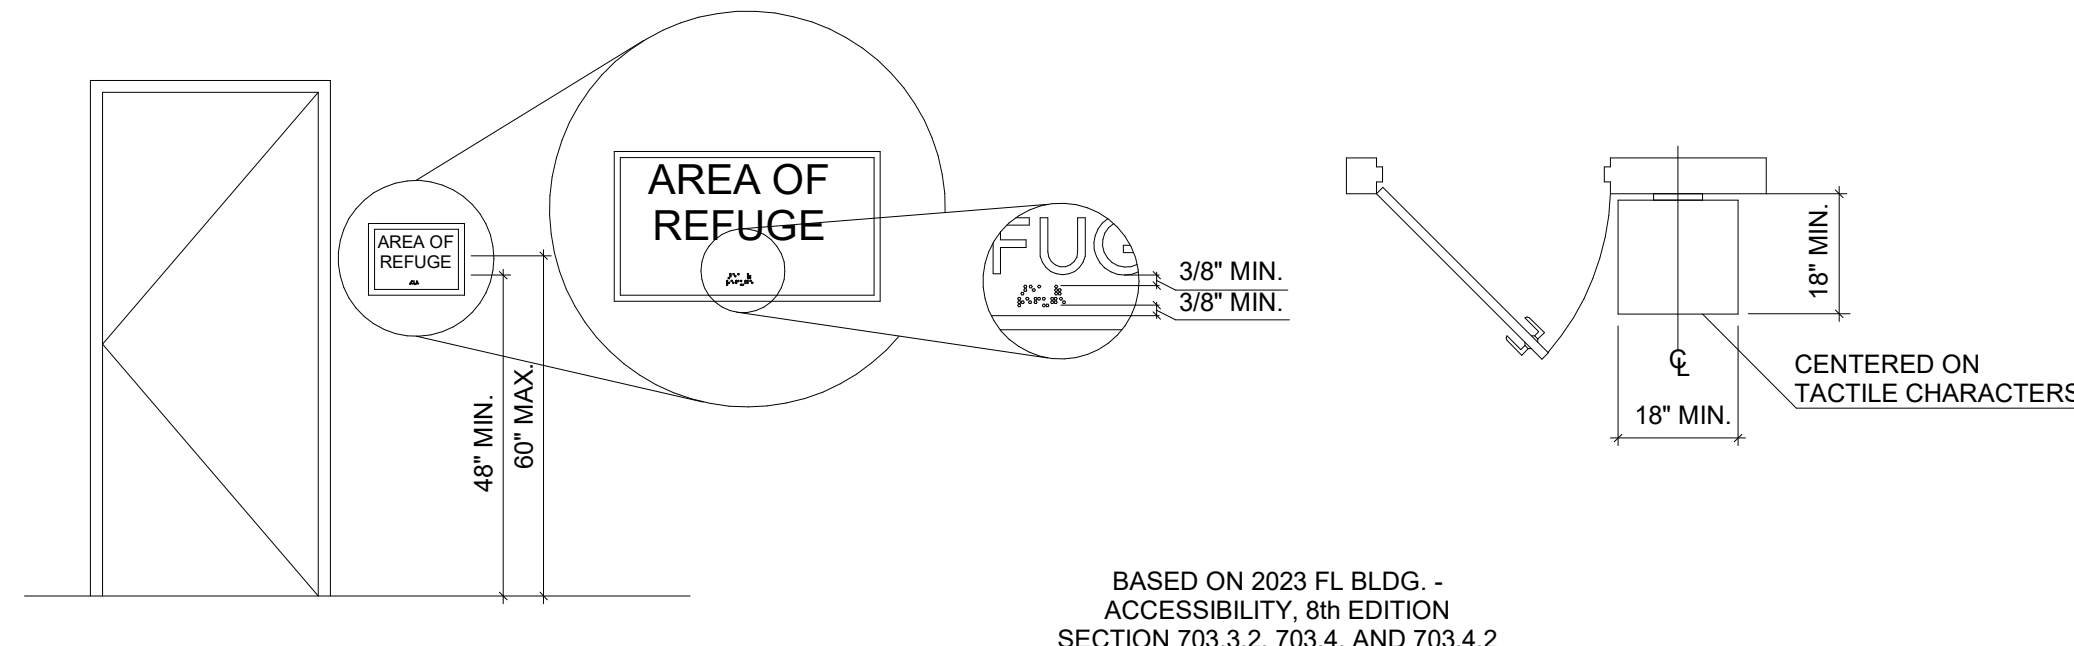 AREA OF
REFUGE
48" MIN.
60" MAX.
AREA OF
REFUGE
FUG
3/8" MIN.
3/8" MIN.
18" MIN.
℄
18" MIN.
CENTERED ON
TACTILE CHARACTERS
BASED ON 2023 FL BLDG. -
ACCESSIBILITY, 8th EDITION
SECTION 703.3.2, 703.4, AND 703.4.2